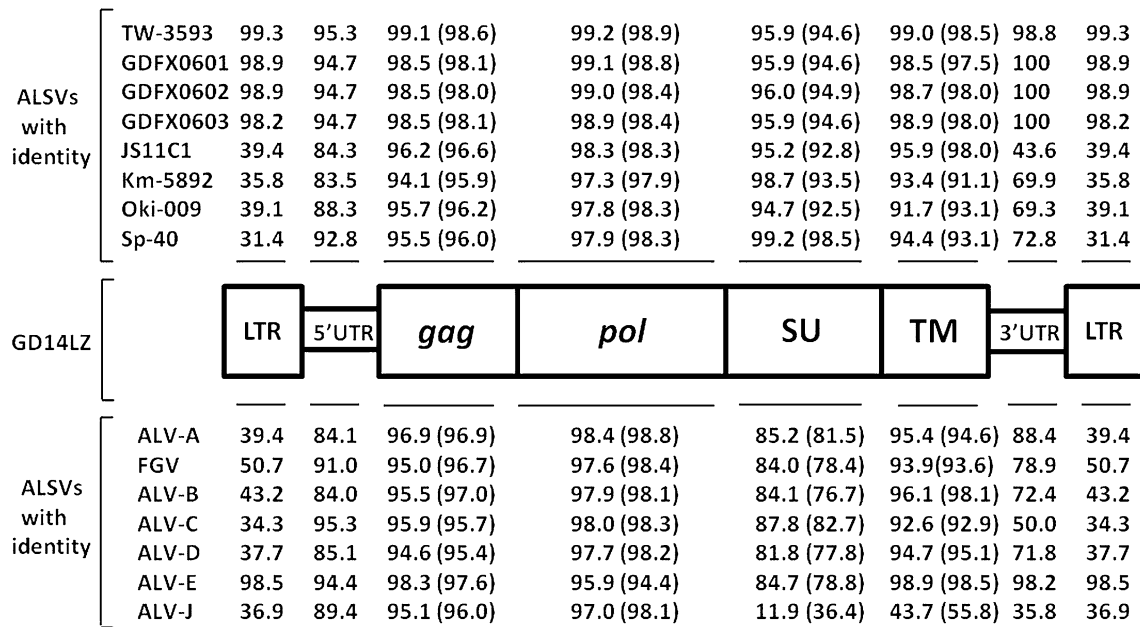 TW-3593 99.3 95.3 99.1 (98.6) 99.2 (98.9) 95.9 (94.6) 99.0 (98.5) 98.8 99.3
GDFX0601 98.9 94.7 98.5 (98.1) 99.1 (98.8) 95.9 (94.6) 98.5 (97.5) 100 98.9
GDFX0602 98.9 94.7 98.5 (98.0) 99.0 (98.4) 96.0 (94.9) 98.7 (98.0) 100 98.9
GDFX0603 98.2 94.7 98.5 (98.1) 98.9 (98.4) 95.9 (94.6) 98.9 (98.0) 100 98.2
JS11C1 39.4 84.3 96.2 (96.6) 98.3 (98.3) 95.2 (92.8) 95.9 (98.0) 43.6 39.4
Km-5892 35.8 83.5 94.1 (95.9) 97.3 (97.9) 98.7 (93.5) 93.4 (91.1) 69.9 35.8
Oki-009 39.1 88.3 95.7 (96.2) 97.8 (98.3) 94.7 (92.5) 91.7 (93.1) 69.3 39.1
Sp-40 31.4 92.8 95.5 (96.0) 97.9 (98.3) 99.2 (98.5) 94.4 (93.1) 72.8 31.4
ALSVs
with
identity
GD14LZ LTR 5'UTR gag pol SU TM 3'UTR LTR
ALV-A 39.4 84.1 96.9 (96.9) 98.4 (98.8) 85.2 (81.5) 95.4 (94.6) 88.4 39.4
FGV 50.7 91.0 95.0 (96.7) 97.6 (98.4) 84.0 (78.4) 93.9(93.6) 78.9 50.7
ALV-B 43.2 84.0 95.5 (97.0) 97.9 (98.1) 84.1 (76.7) 96.1 (98.1) 72.4 43.2
ALV-C 34.3 95.3 95.9 (95.7) 98.0 (98.3) 87.8 (82.7) 92.6 (92.9) 50.0 34.3
ALV-D 37.7 85.1 94.6 (95.4) 97.7 (98.2) 81.8 (77.8) 94.7 (95.1) 71.8 37.7
ALV-E 98.5 94.4 98.3 (97.6) 95.9 (94.4) 84.7 (78.8) 98.9 (98.5) 98.2 98.5
ALV-J 36.9 89.4 95.1 (96.0) 97.0 (98.1) 11.9 (36.4) 43.7 (55.8) 35.8 36.9
ALSVs
with
identity